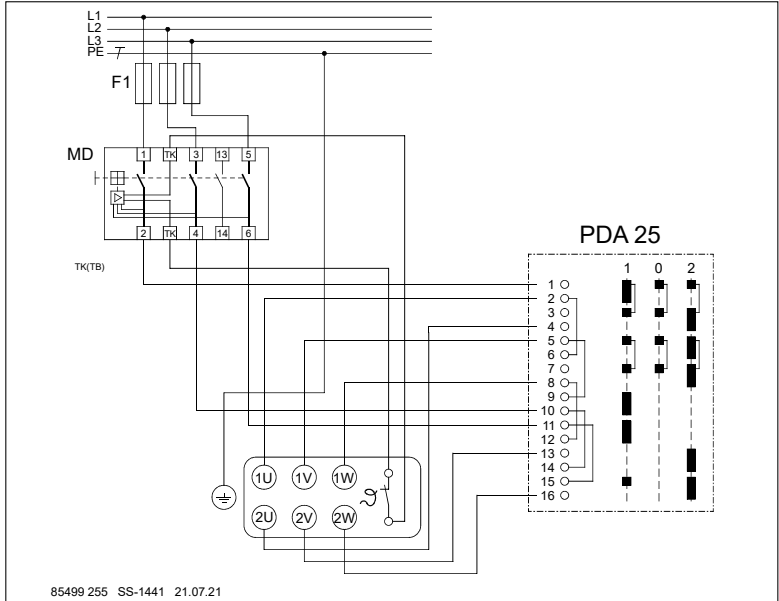 L1
L2
L3
PE
F1
MD
1 TK 3 13 5
2 TK 4 14 6
TK(TB)
PDA 25
1 0 2
1
2
3
4
5
6
7
8
9
10
11
12
13
14
15
16
1U 1V 1W
2U 2V 2W
85499 255 SS-1441 21.07.21